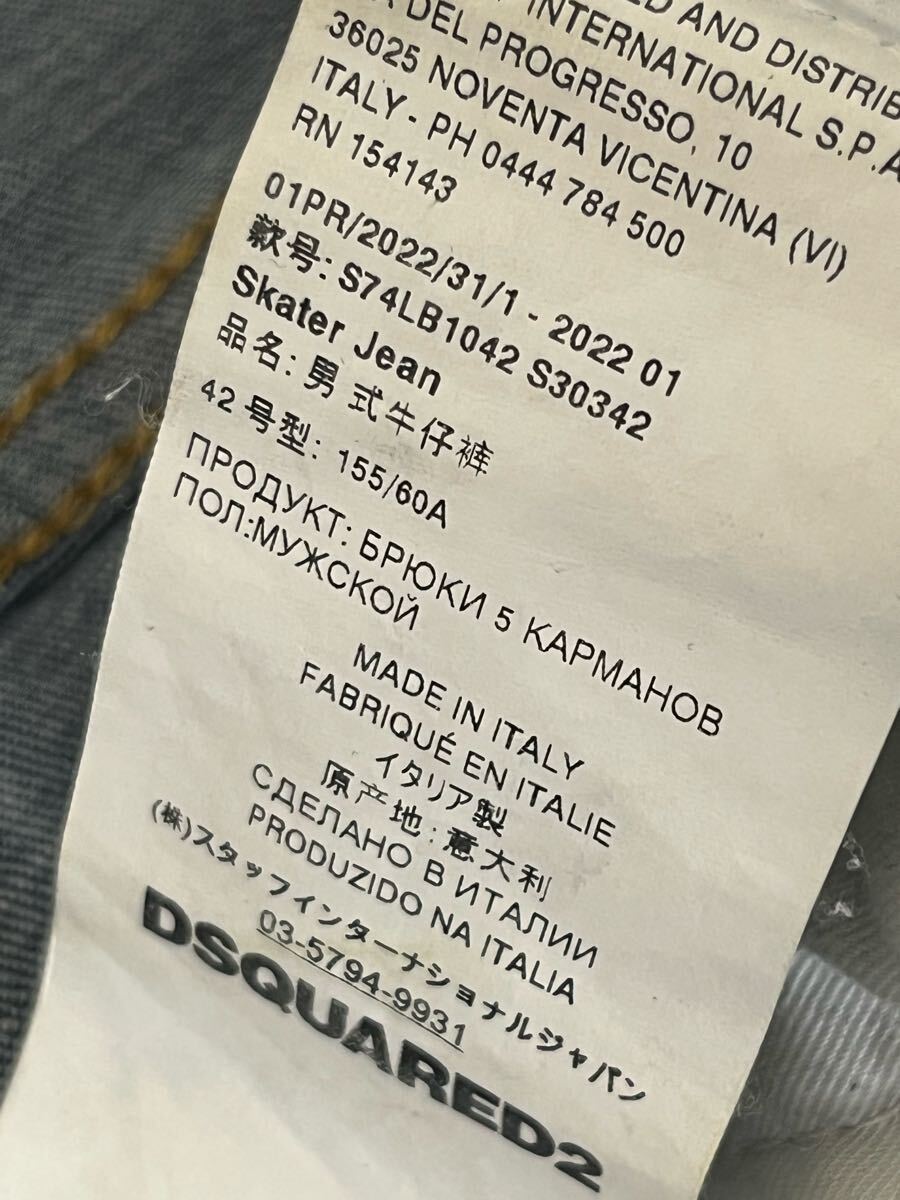 D AND DISTRIB
INTERNATIONAL S.P.A
DEL PROGRESSO, 10
36025 NOVENTA VICENTINA (VI)
ITALY - PH 0444 784 500
RN 154143
01PR/2022/31/1 - 2022 01
款号: S74LB1042 S30342
Skater Jean
品名: 男式牛仔裤
42 号型: 155/60A
ПРОДУКТ: БРЮКИ 5 КАРМАНОВ
ПОЛ:МУЖСКОЙ
MADE IN ITALY
FABRIQUÉ EN ITALIE
イタリア製
原产地: 意大利
СДЕЛАНО В ИТАЛИИ
PRODUZIDO NA ITALIA
(株)スタッフインターナショナルジャパン
03-5794-9931
DSQUARED2